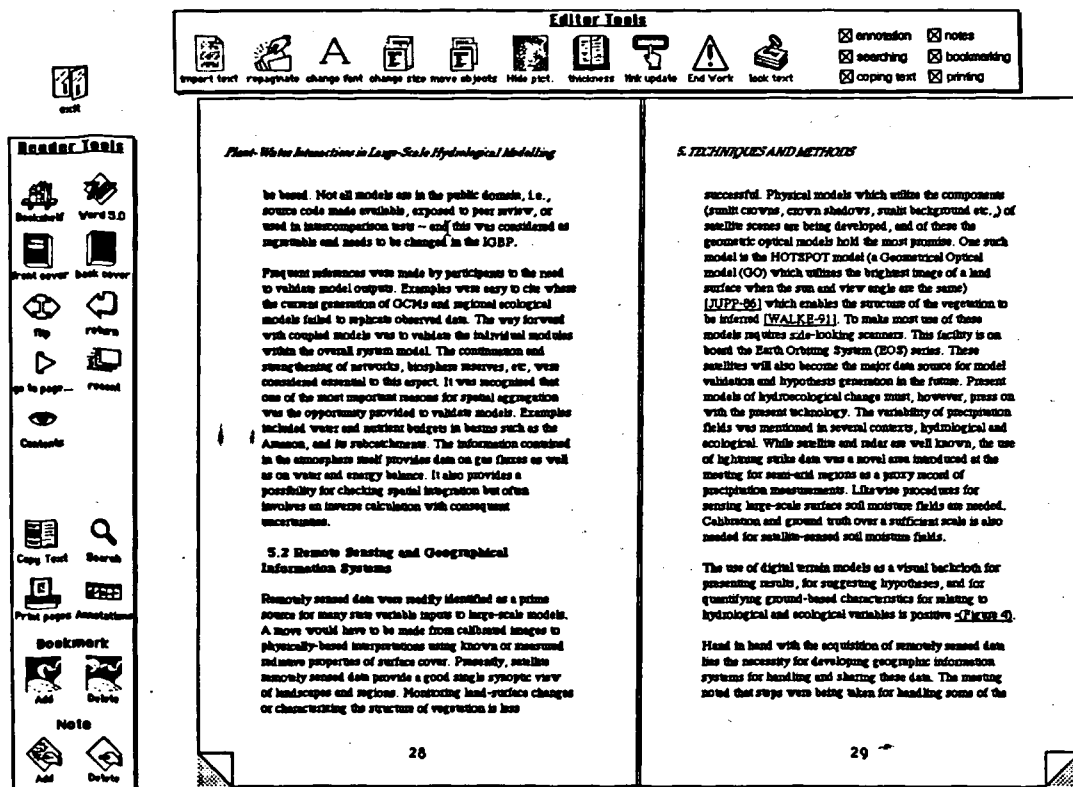 Editor Tools
import text repaginate change font change size move objects Hide pict. thickness link update End Work lock text
annotation notes
searching bookmarking
coping text printing
exit
Reader Tools
Bookshelf Word 3.0
front cover back cover
flip return
go to page... recent
Contents
Copy Text Search
Print pages Annotations
Bookmark
Add Delete
Note
Add Delete
Plant- Water Interactions in Large-Scale Hydrological Modelling
be based. Not all models are in the public domain, i.e.,
source code made available, exposed to peer review, or
used in intercomparison tests – and this was considered as
regrettable and needs to be changed in the IGBP.
Frequent references were made by participants to the need
to validate model outputs. Examples were easy to cite where
the current generation of GCMs and regional ecological
models failed to replicate observed data. The way forward
with coupled models was to validate the individual modules
within the overall system model. The continuation and
strengthening of networks, biosphere reserves, etc, were
considered essential to this aspect. It was recognised that
one of the most important reasons for spatial aggregation
was the opportunity provided to validate models. Examples
included water and nutrient budgets in basins such as the
Amazon, and its subcatchments. The information contained
in the atmosphere itself provides data on gas fluxes as well
as on water and energy balance. It also provides a
possibility for checking spatial integration but often
involves an inverse calculation with consequent
uncertainties.
5.2 Remote Sensing and Geographical
Information Systems
Remotely sensed data were readily identified as a prime
source for many state variable inputs to large-scale models.
A move would have to be made from calibrated images to
physically-based interpretations using known or measured
radiative properties of surface cover. Presently, satellite
remotely sensed data provide a good single synoptic view
of landscapes and regions. Monitoring land-surface changes
or characterizing the structure of vegetation is less
28
5. TECHNIQUES AND METHODS
successful. Physical models which utilize the components
(sunlit crowns, crown shadows, sunlit background etc.,) of
satellite scenes are being developed, and of these the
geometric optical models hold the most promise. One such
model is the HOTSPOT model (a Geometrical Optical
model (GO) which utilizes the brightest image of a land
surface when the sun and view angle are the same)
[JUPP-86] which enables the structure of the vegetation to
be inferred [WALKE-91]. To make most use of these
models requires side-looking scanners. This facility is on
board the Earth Orbiting System (EOS) series. These
satellites will also become the major data source for model
validation and hypothesis generation in the future. Present
models of hydroecological change must, however, press on
with the present technology. The variability of precipitation
fields was mentioned in several contexts, hydrological and
ecological. While satellite and radar are well known, the use
of lightning strike data was a novel area introduced at the
meeting for semi-arid regions as a proxy record of
precipitation measurements. Likewise procedures for
sensing large-scale surface soil moisture fields are needed.
Calibration and ground truth over a sufficient scale is also
needed for satellite-sensed soil moisture fields.
The use of digital terrain models as a visual backcloth for
presenting results, for suggesting hypotheses, and for
quantifying ground-based characteristics for relating to
hydrological and ecological variables is positive (Figure 4).
Hand in hand with the acquisition of remotely sensed data
lies the necessity for developing geographic information
systems for handling and sharing these data. The meeting
noted that steps were being taken for handling some of the
29